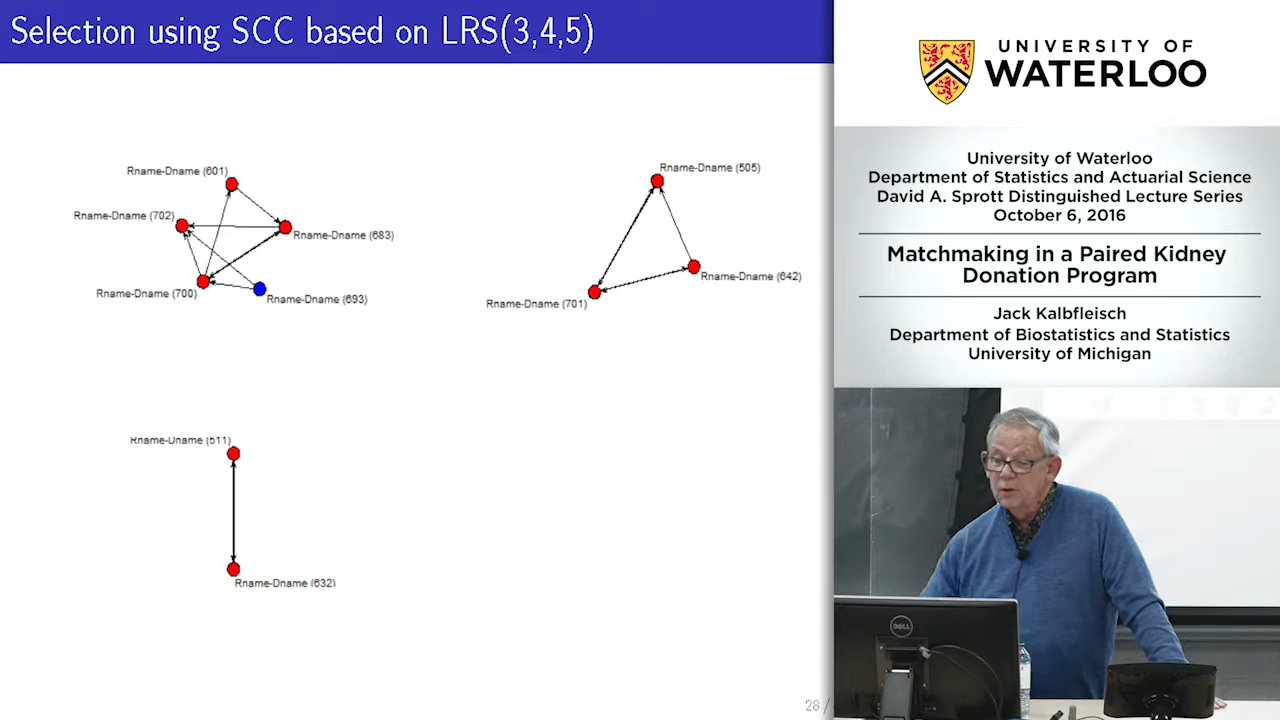 Selection using SCC based on LRS(3,4,5)
Rname-Dname (601)
Rname-Dname (702)
Rname-Dname (683)
Rname-Dname (700)
Rname-Dname (693)
Rname-Dname (505)
Rname-Dname (642)
Rname-Dname (701)
Rname-Dname (511)
Rname-Dname (632)
28 /
UNIVERSITY OF
WATERLOO
University of Waterloo
Department of Statistics and Actuarial Science
David A. Sprott Distinguished Lecture Series
October 6, 2016
Matchmaking in a Paired Kidney
Donation Program
Jack Kalbfleisch
Department of Biostatistics and Statistics
University of Michigan
DELL